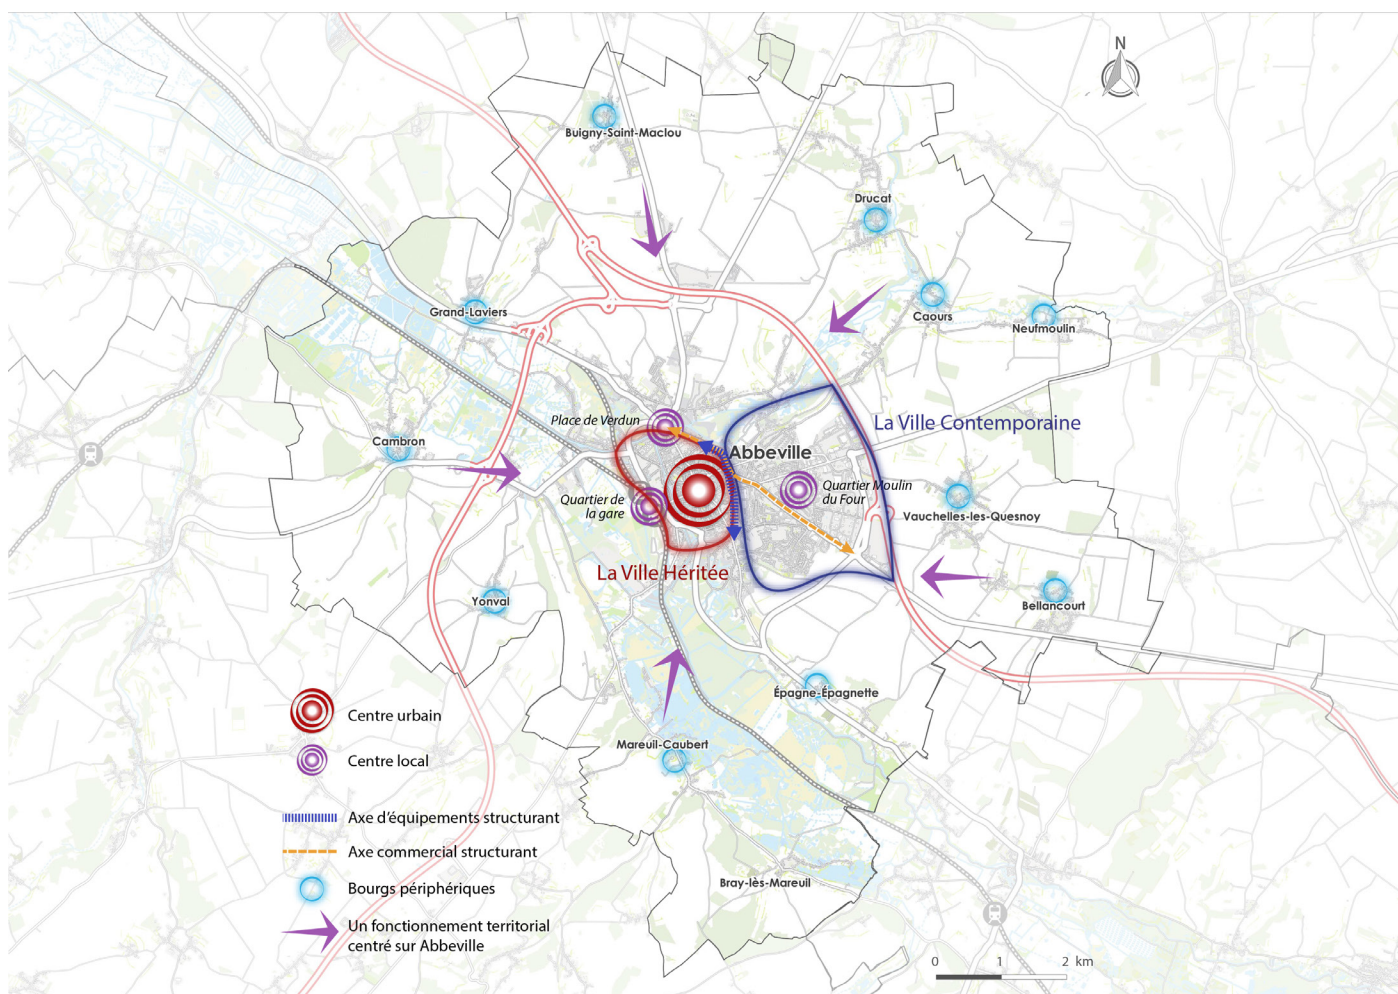 N
Buigny-Saint-Maclou
Drucat
Grand-Laviers
Caours
Neufmoulin
Place de Verdun
La Ville Contemporaine
Cambron
Abbeville
Quartier Moulin
du Four
Quartier de
la gare
Vauchelles-les-Quesnoy
La Ville Héritée
Yonval
Bellancourt
Épagne-Épagnette
Mareuil-Caubert
Bray-lès-Mareuil
Centre urbain
Centre local
Axe d'équipements structurant
Axe commercial structurant
Bourgs périphériques
Un fonctionnement territorial
centré sur Abbeville
0 1 2 km